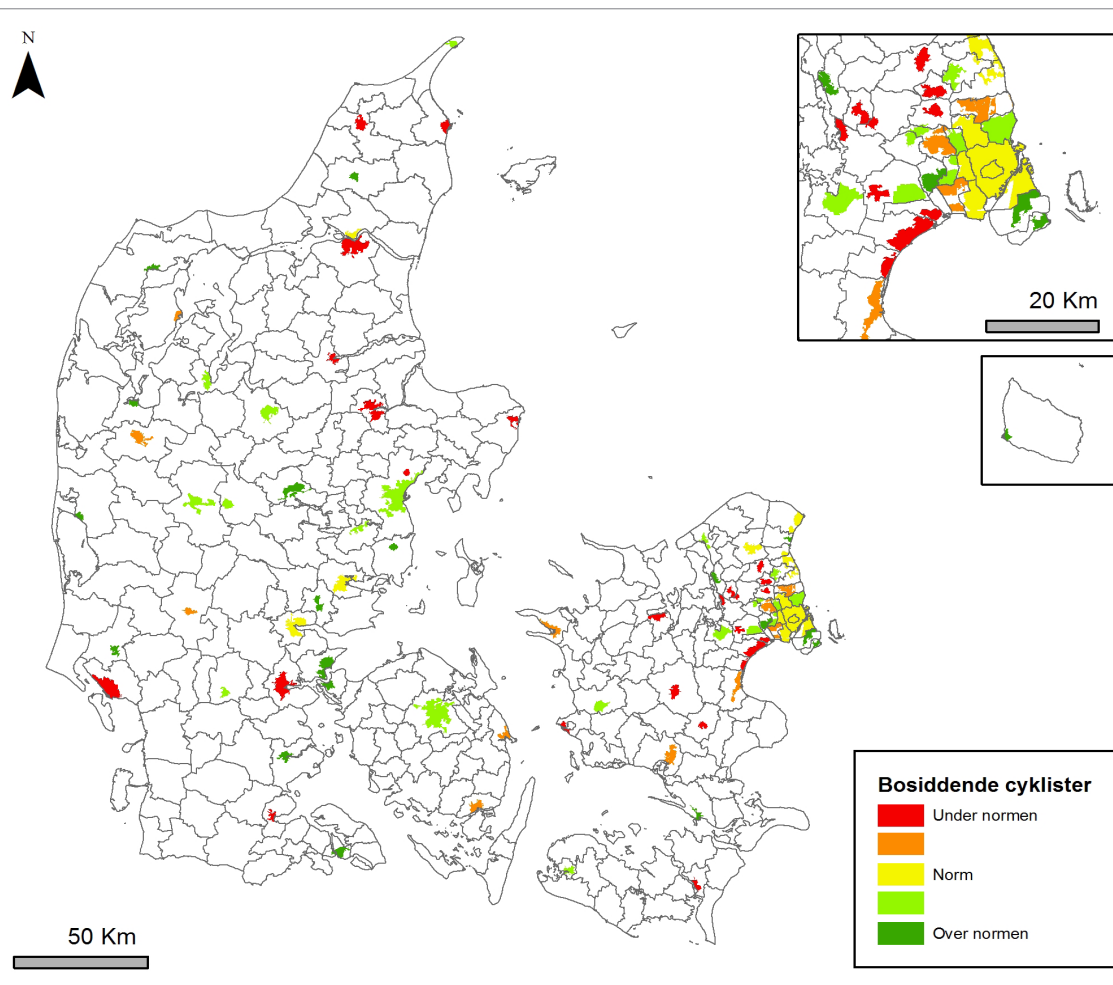 N
20 Km
Bosiddende cyklister
Under normen
Norm
Over normen
50 Km